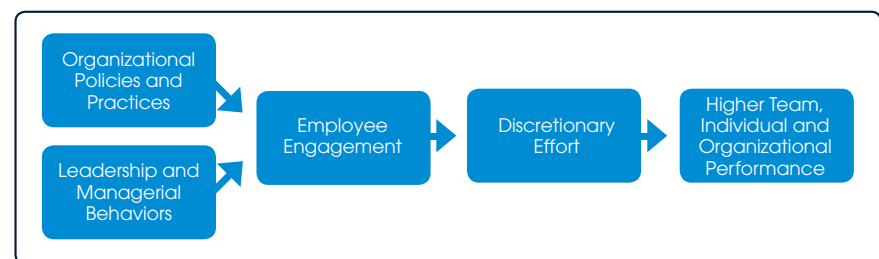 Organizational
Policies and
Practices
Leadership and
Managerial
Behaviors
Employee
Engagement
Discretionary
Effort
Higher Team,
Individual and
Organizational
Performance